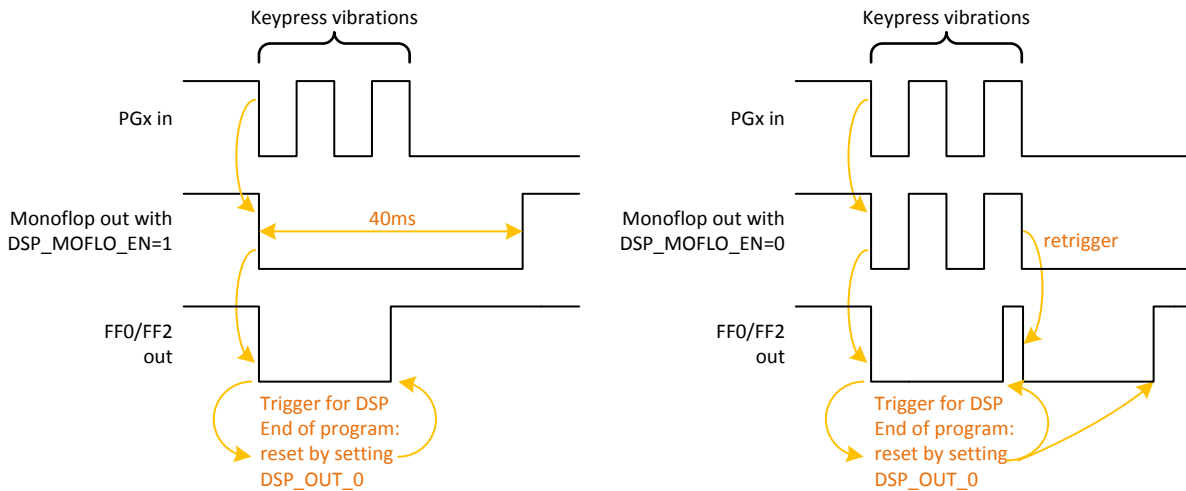 Keypress vibrations
PGx in
Monoflop out with
DSP_MOFLO_EN=1
40ms
FF0/FF2
out
Trigger for DSP
End of program:
reset by setting
DSP_OUT_0
Keypress vibrations
PGx in
Monoflop out with
DSP_MOFLO_EN=0
retrigger
FF0/FF2
out
Trigger for DSP
End of program:
reset by setting
DSP_OUT_0